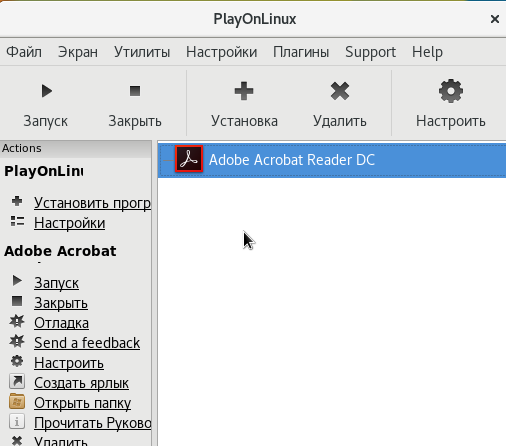 PlayOnLinux
Файл Экран Утилиты Настройки Плагины Support Help
Запуск Закрыть Установка Удалить Настроить
Actions
PlayOnLinu
Установить прогр
Настройки
Adobe Acrobat
Запуск
Закрыть
Отладка
Send a feedback
Настроить
Создать ярлык
Открыть папку
Прочитать Руково
Удалить
Adobe Acrobat Reader DC